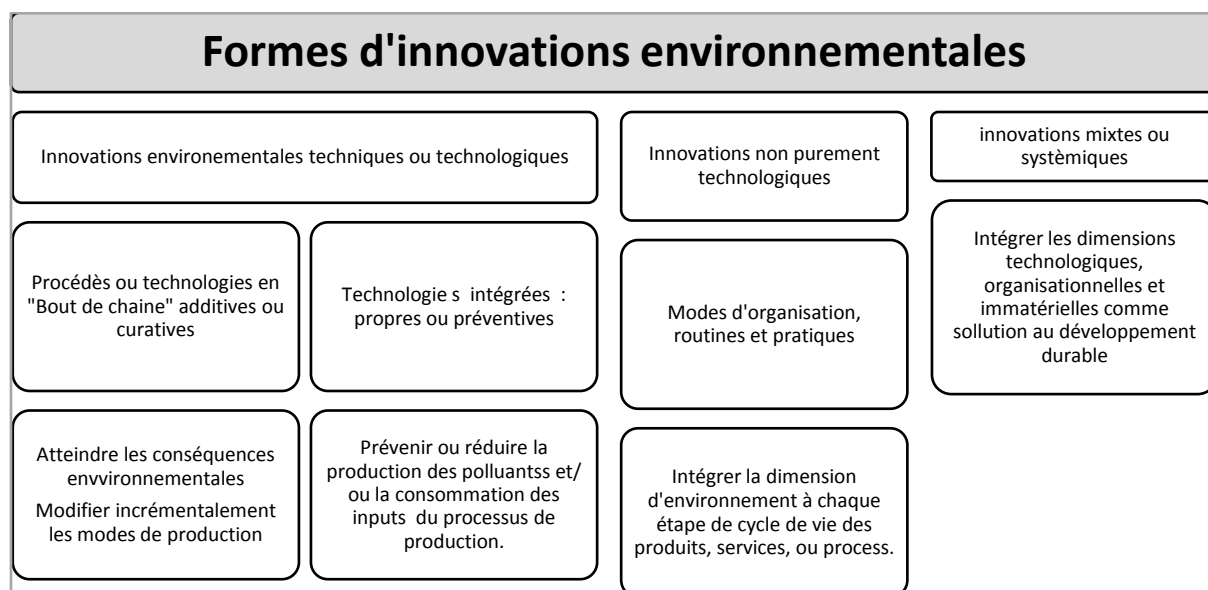 Formes d'innovations environnementales
Innovations environementales techniques ou technologiques
Procédès ou technologies en
"Bout de chaine" additives ou
curatives
Atteindre les conséquences
envvironnementales
Modifier incrémentalement
les modes de production
Technologie s intégrées :
propres ou préventives
Prévenir ou réduire la
production des polluantss et/
ou la consommation des
inputs du processus de
production.
Innovations non purement
technologiques
Modes d'organisation,
routines et pratiques
Intégrer la dimension
d'environnement à chaque
étape de cycle de vie des
produits, services, ou process.
innovations mixtes ou
systèmiques
Intégrer les dimensions
technologiques,
organisationnelles et
immatérielles comme
sollution au développement
durable